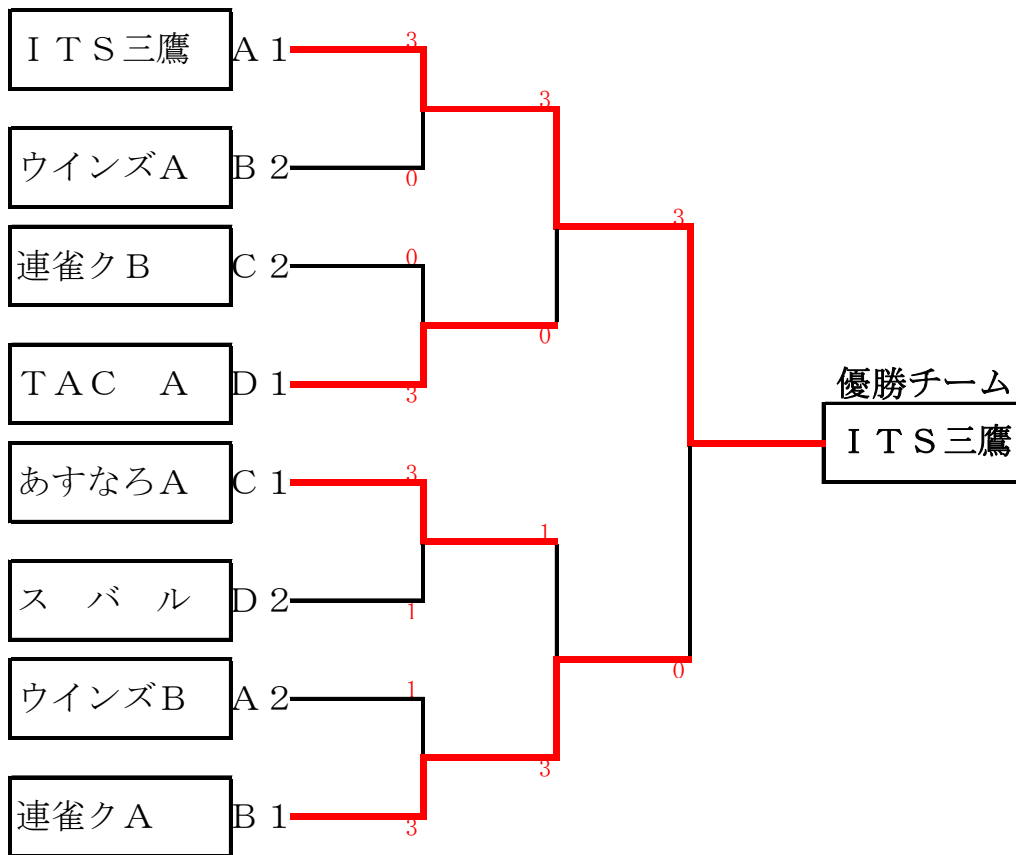 ＩＴＳ三鷹 Ａ１ 3
3
ウインズＡ Ｂ２ 0
3
連雀クＢ Ｃ２ 0
0
ＴＡＣ　Ａ Ｄ１ 3
優勝チーム
ＩＴＳ三鷹
あすなろＡ Ｃ１ 3
1
ス　バ　ル Ｄ２ 1
0
ウインズＢ Ａ２ 1
3
連雀クＡ Ｂ１ 3